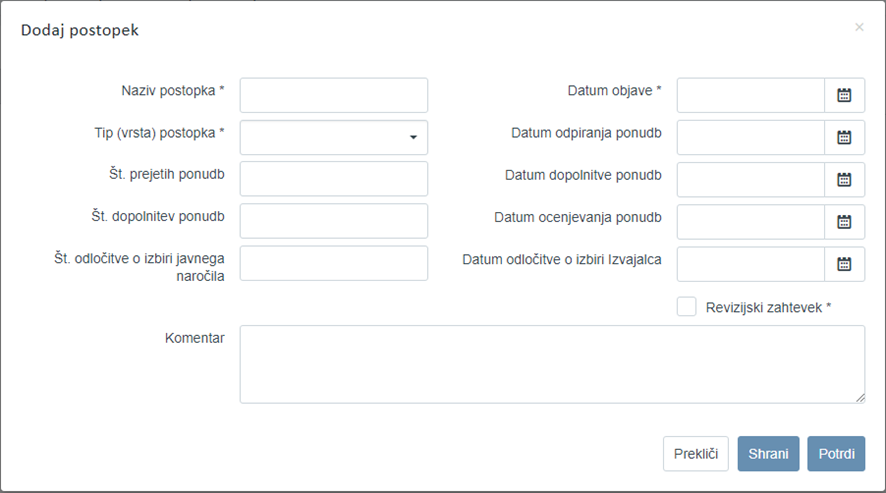 Dodaj postopek
×
Naziv postopka *
Datum objave *
Tip (vrsta) postopka *
Datum odpiranja ponudb
Št. prejetih ponudb
Datum dopolnitve ponudb
Št. dopolnitev ponudb
Datum ocenjevanja ponudb
Št. odločitve o izbiri javnega
naročila
Datum odločitve o izbiri Izvajalca
Revizijski zahtevek *
Komentar
Prekliči
Shrani
Potrdi